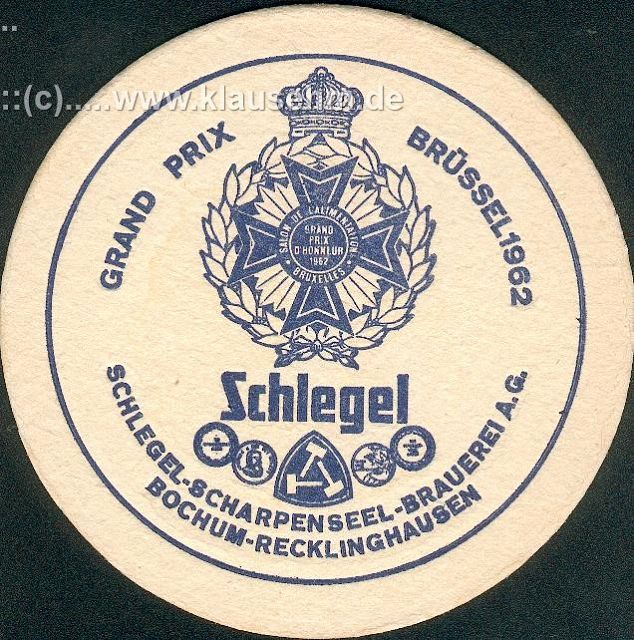 ::(c).....www.klausehm.de
GRAND PRIX BRÜSSEL 1962
SALON DE L'ALIMENTATION
GRAND
PRIX
D'HONNEUR
1962
BRUXELLES
Schlegel
SCHLEGEL-SCHARPENSEEL-BRAUEREI A.G.
BOCHUM-RECKLINGHAUSEN